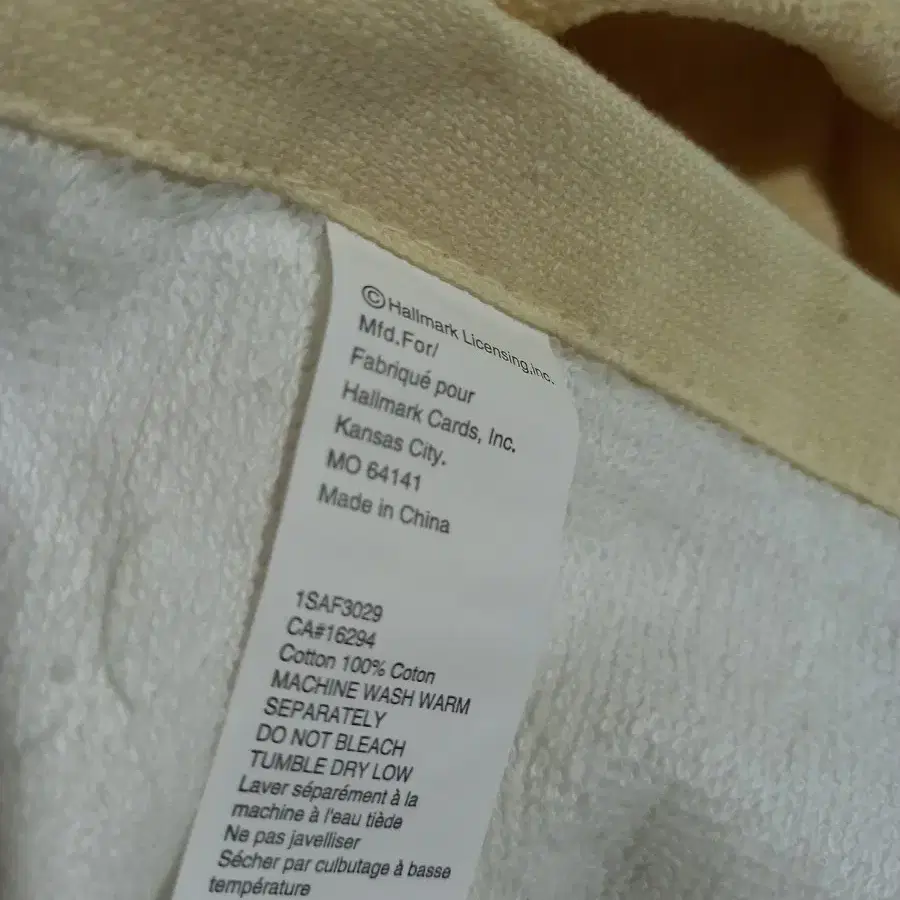 ©Hallmark Licensing,Inc.
Mfd.For/
Fabriqué pour
Hallmark Cards, Inc.
Kansas City.
MO 64141
Made in China
1SAF3029
CA#16294
Cotton 100% Coton
MACHINE WASH WARM
SEPARATELY
DO NOT BLEACH
TUMBLE DRY LOW
Laver séparément à la
machine à l'eau tiède
Ne pas javelliser
Sécher par culbutage à basse
température